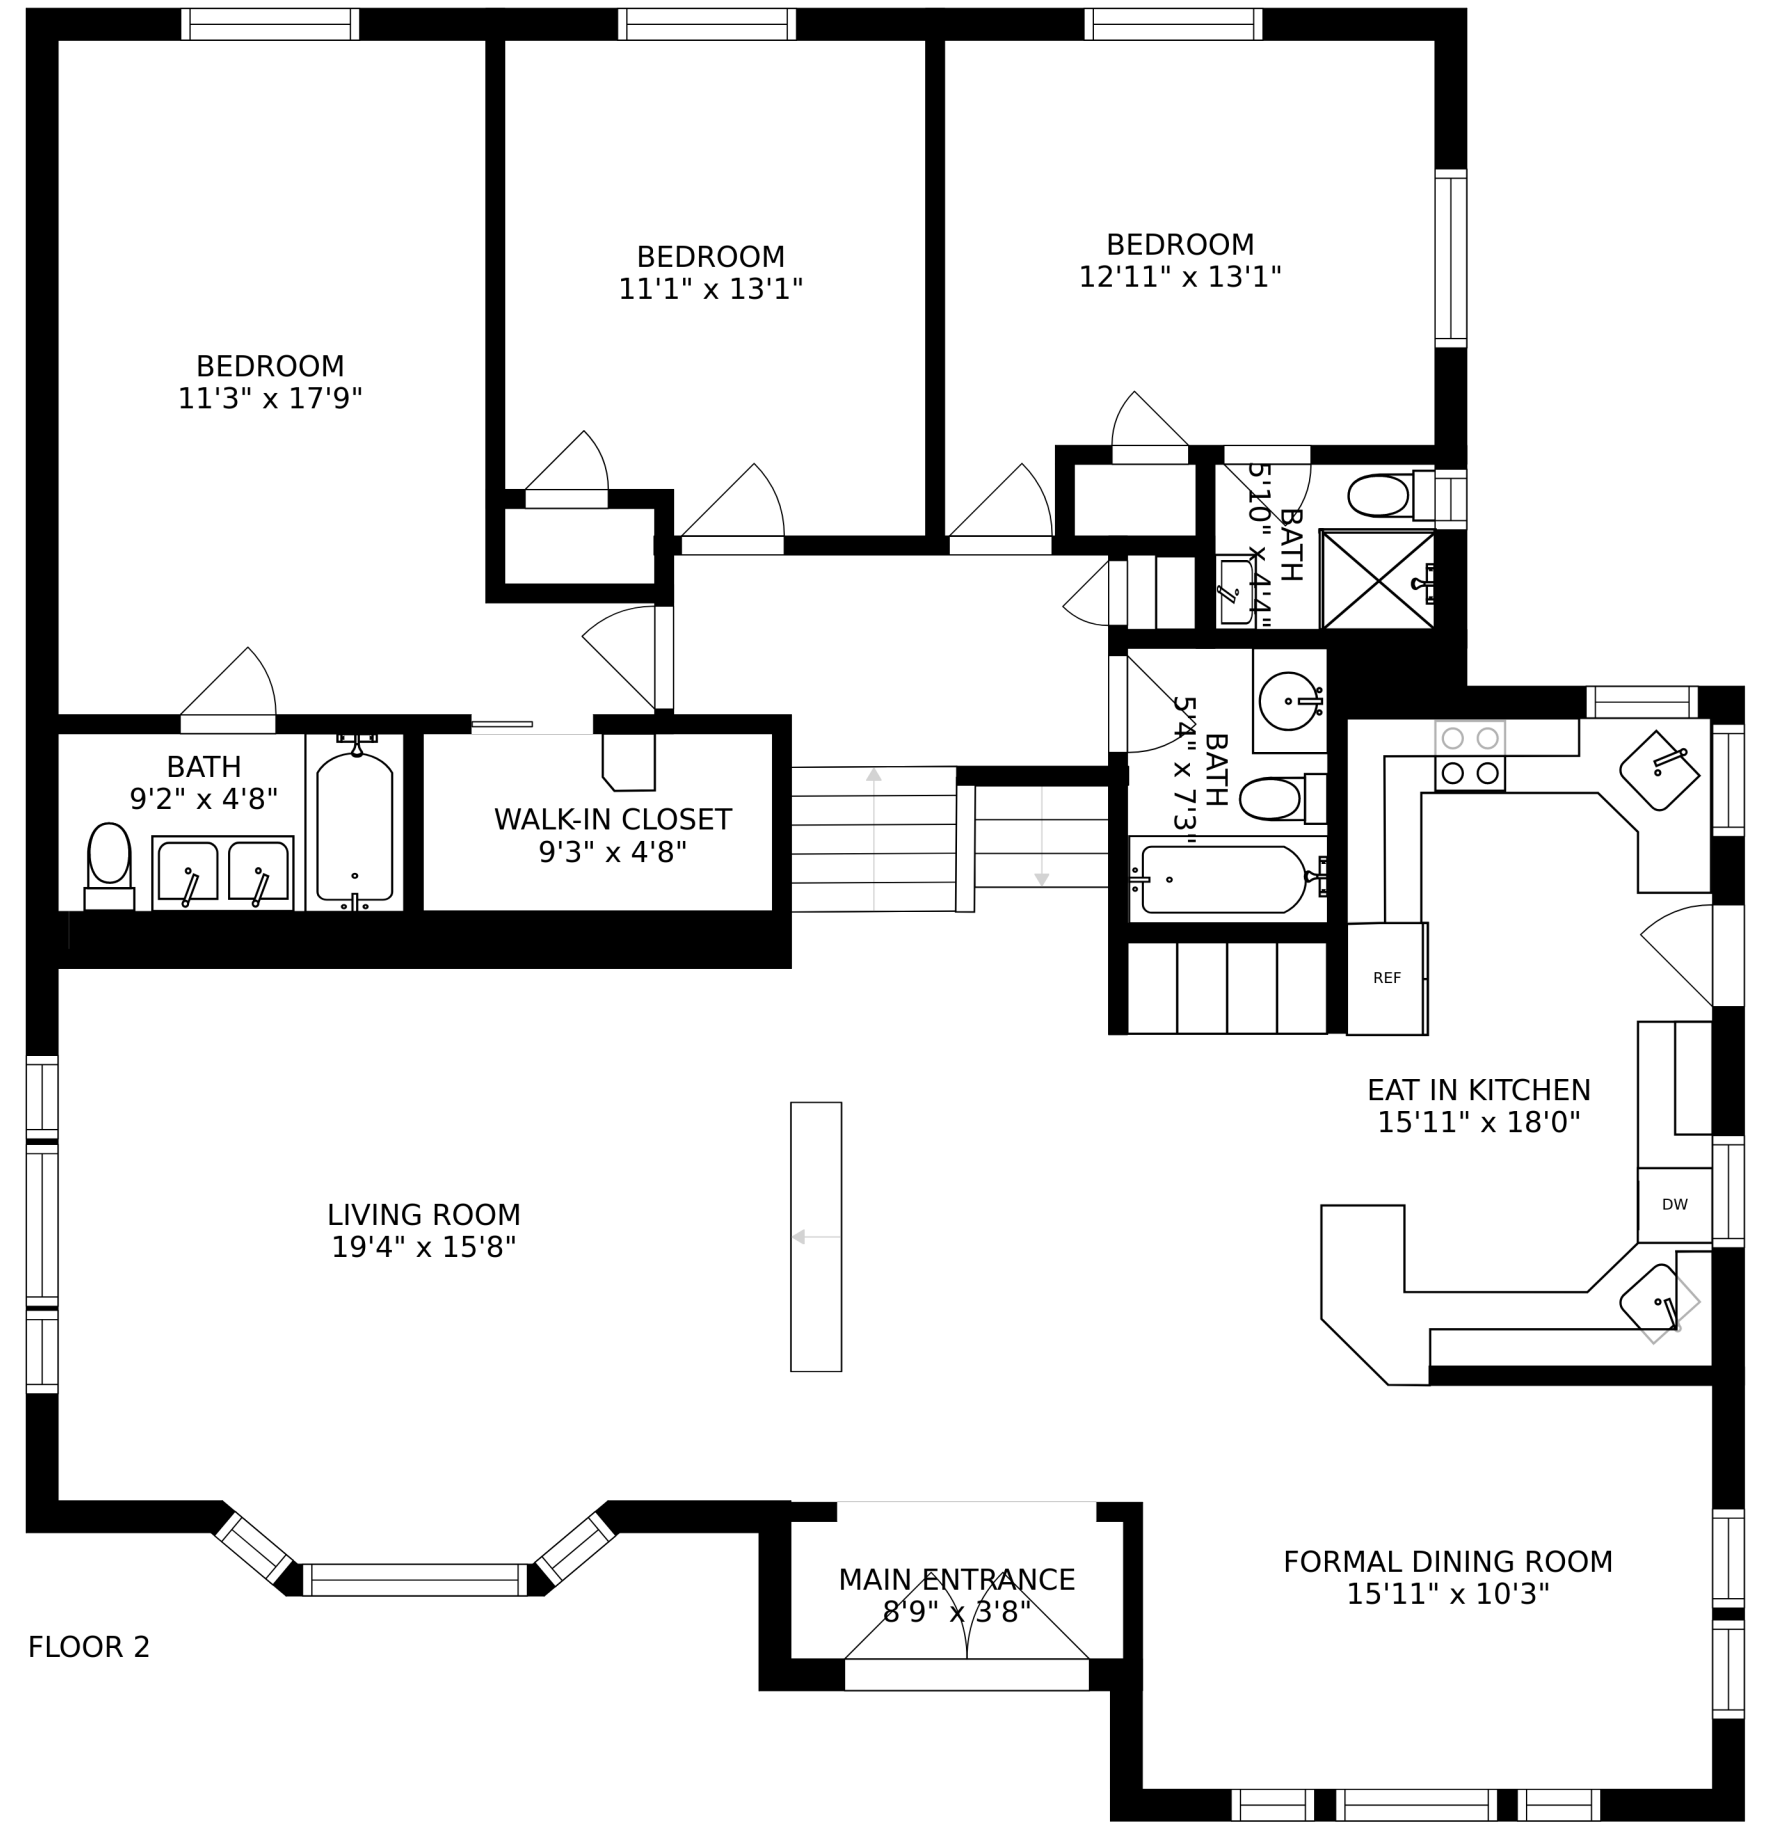 BEDROOM
11'1" x 13'1"
BEDROOM
12'11" x 13'1"
BEDROOM
11'3" x 17'9"
BATH
5'10" x 4'4"
BATH
9'2" x 4'8"
WALK-IN CLOSET
9'3" x 4'8"
BATH
5'4" x 7'3"
REF
EAT IN KITCHEN
15'11" x 18'0"
DW
LIVING ROOM
19'4" x 15'8"
MAIN ENTRANCE
8'9" x 3'8"
FORMAL DINING ROOM
15'11" x 10'3"
FLOOR 2